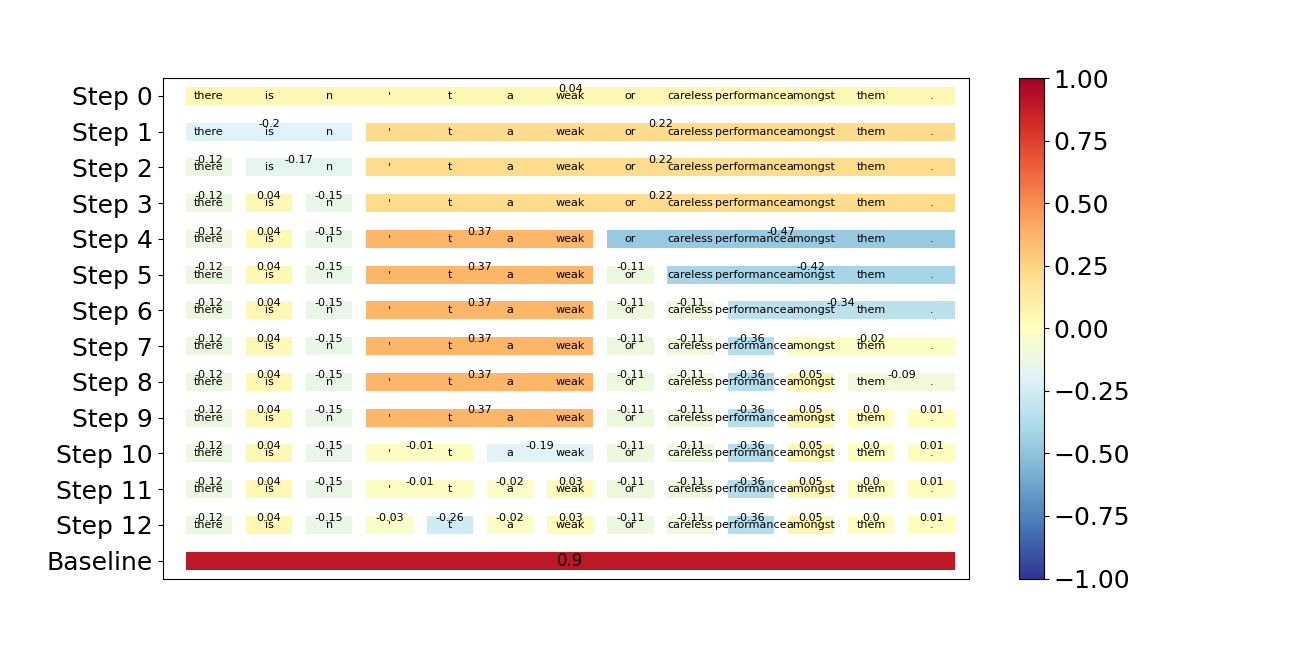 0.04
Step 0 there is n ' t a weak or careless performance amongst them .
-0.2 0.22
Step 1 there is n ' t a weak or careless performance amongst them .
-0.12 -0.17 0.22
Step 2 there is n ' t a weak or careless performance amongst them .
-0.12 0.04 -0.15 0.22
Step 3 there is n ' t a weak or careless performance amongst them .
-0.12 0.04 -0.15 0.37 -0.47
Step 4 there is n ' t a weak or careless performance amongst them .
-0.12 0.04 -0.15 0.37 -0.11 -0.42
Step 5 there is n ' t a weak or careless performance amongst them .
-0.12 0.04 -0.15 0.37 -0.11 -0.11 -0.34
Step 6 there is n ' t a weak or careless performance amongst them .
-0.12 0.04 -0.15 0.37 -0.11 -0.11 -0.36 -0.02
Step 7 there is n ' t a weak or careless performance amongst them .
-0.12 0.04 -0.15 0.37 -0.11 -0.11 -0.36 0.05 -0.09
Step 8 there is n ' t a weak or careless performance amongst them .
-0.12 0.04 -0.15 0.37 -0.11 -0.11 -0.36 0.05 0.0 0.01
Step 9 there is n ' t a weak or careless performance amongst them .
-0.12 0.04 -0.15 -0.01 -0.19 -0.11 -0.11 -0.36 0.05 0.0 0.01
Step 10 there is n ' t a weak or careless performance amongst them .
-0.12 0.04 -0.15 -0.01 -0.02 0.03 -0.11 -0.11 -0.36 0.05 0.0 0.01
Step 11 there is n ' t a weak or careless performance amongst them .
-0.12 0.04 -0.15 -0.03 -0.26 -0.02 0.03 -0.11 -0.11 -0.36 0.05 0.0 0.01
Step 12 there is n ' t a weak or careless performance amongst them .
Baseline 0.9
1.00
0.75
0.50
0.25
0.00
−0.25
−0.50
−0.75
−1.00